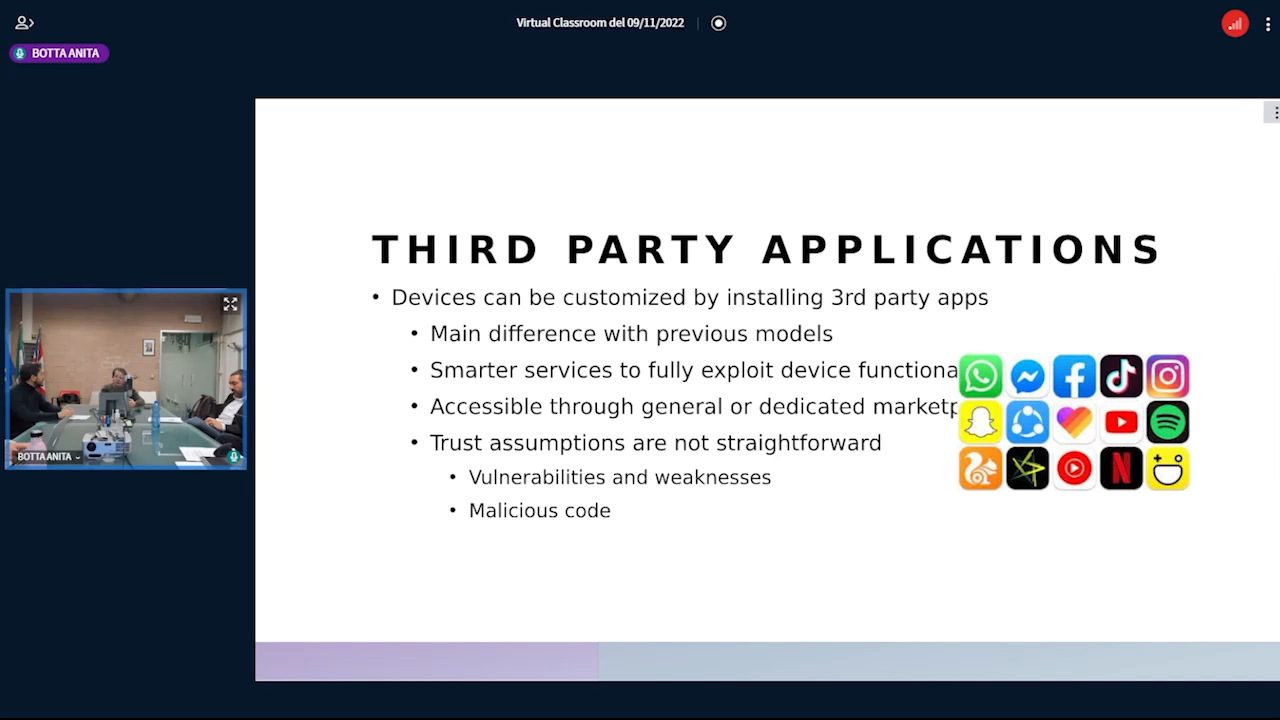 Virtual Classroom del 09/11/2022
BOTTA ANITA
THIRD PARTY APPLICATIONS
• Devices can be customized by installing 3rd party apps
• Main difference with previous models
• Smarter services to fully exploit device functiona
• Accessible through general or dedicated marketp
• Trust assumptions are not straightforward
• Vulnerabilities and weaknesses
• Malicious code
BOTTA ANITA